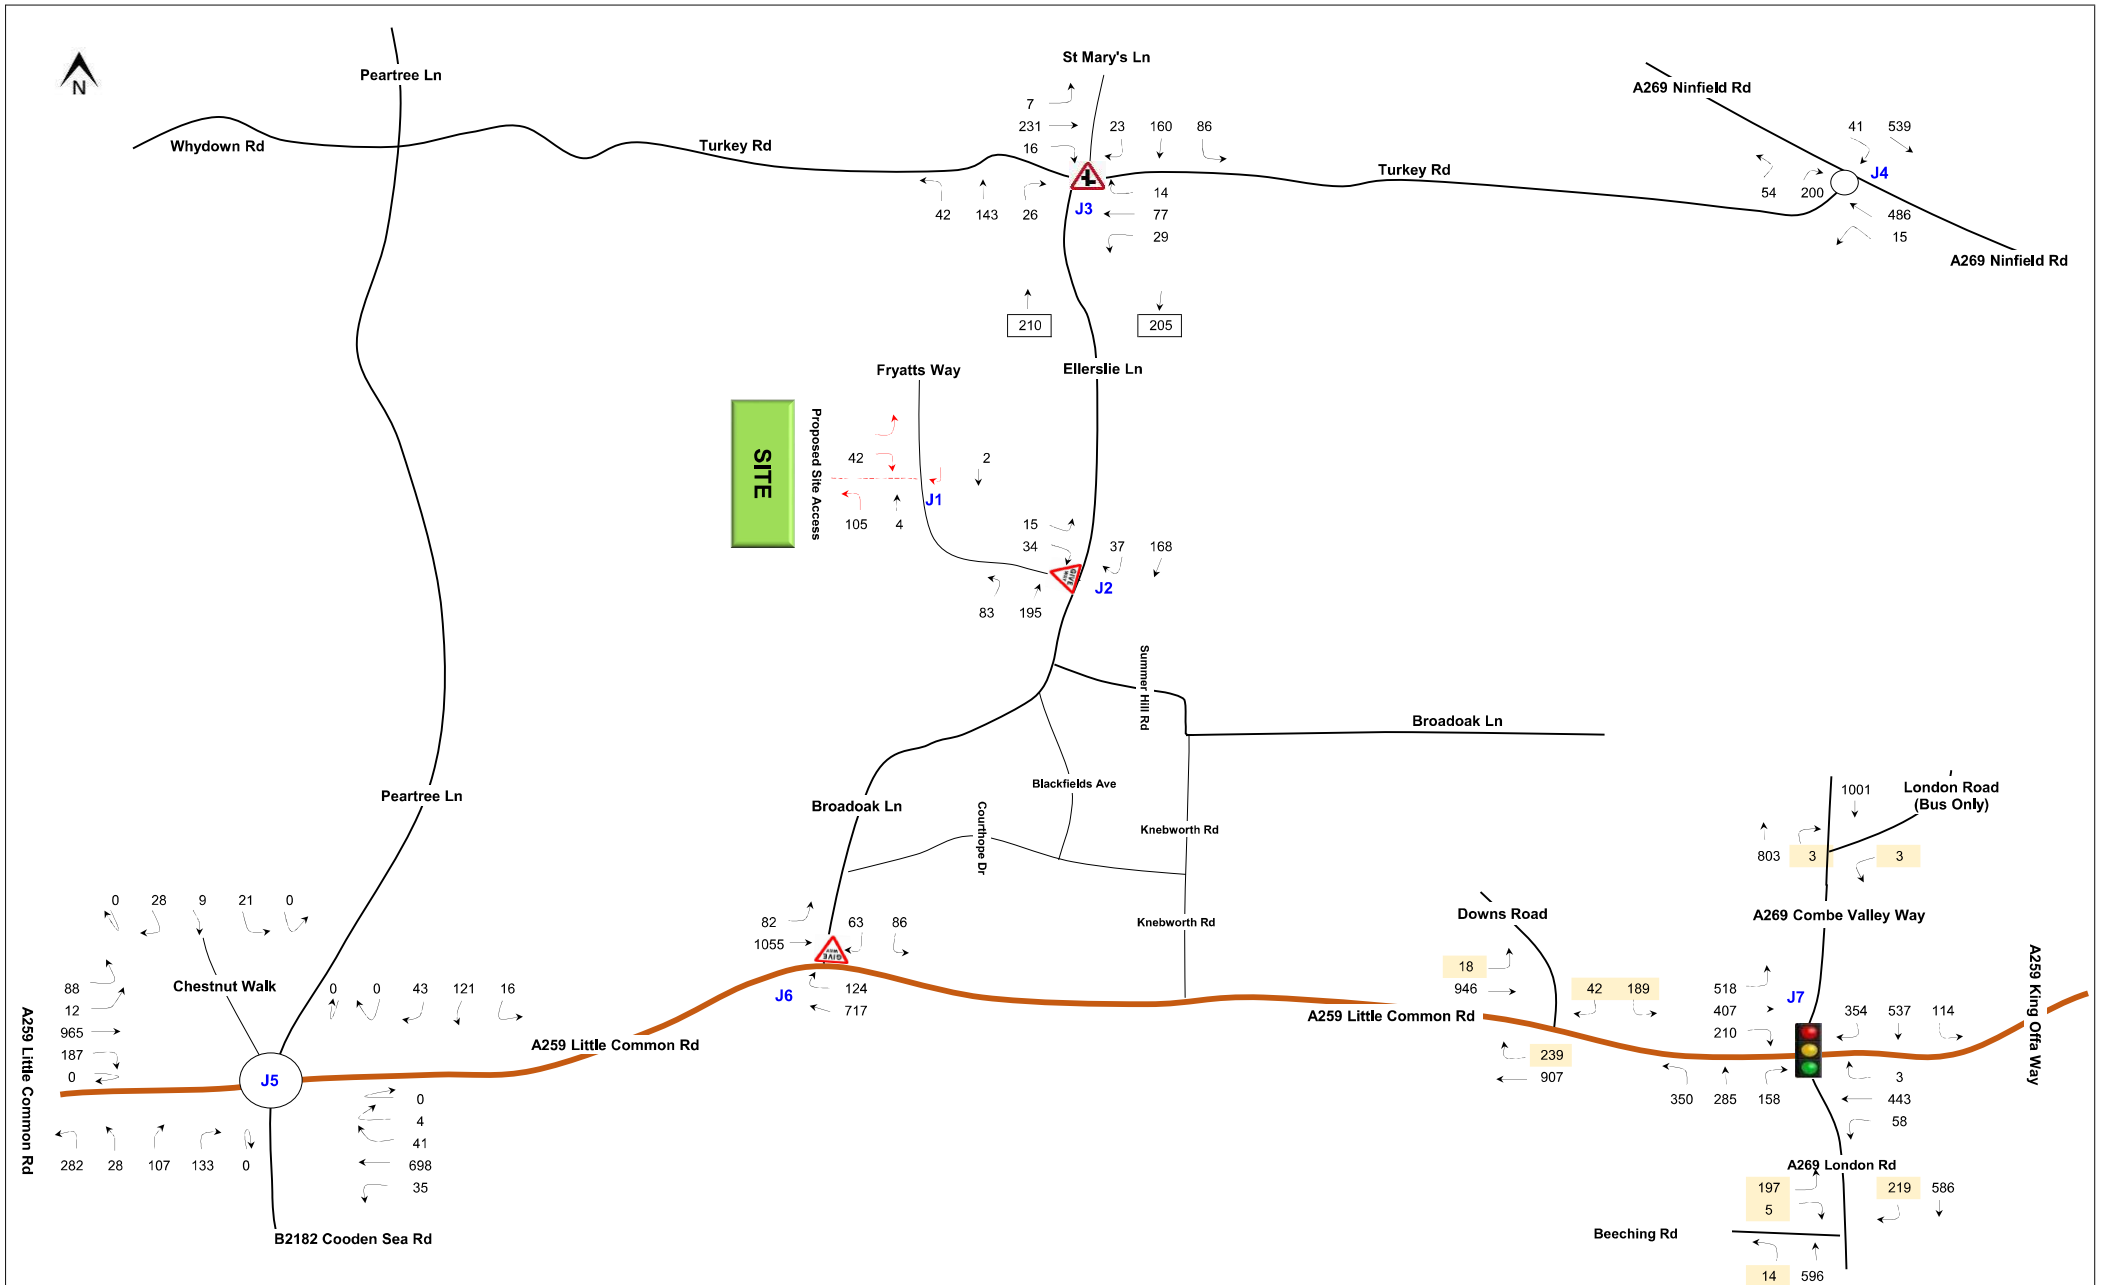 St Mary's Ln
Peartree Ln
N
A269 Ninfield Rd
7
231 23 160 86
16
41 539
Whydown Rd
Turkey Rd
Turkey Rd
J4
54 200
14
42 143 26
J3
77
486
29
15
A269 Ninfield Rd
210 205
Fryatts Way
Ellerslie Ln
SITE
Proposed Site Access
42 2
J1
105 4
15
34 37 168
GIVE WAY
J2
83 195
Summer Hill Rd
Broadoak Ln
Blackfields Ave
Peartree Ln
Broadoak Ln
Courthope Dr
Knebworth Rd
1001
London Road
(Bus Only)
803 3 3
0 28 9 21 0
82 63 86
1055
GIVE WAY
Knebworth Rd
Downs Road
A269 Combe Valley Way
A259 King Offa Way
18
946
42 189
88
12
965
187
0
Chestnut Walk
0 0 43 121 16
J6
124
717
518
407
210
J7
354 537 114
A259 Little Common Rd
A259 Little Common Rd
A259 Little Common Rd
239
907
J5
350 285 158
3
443
58
0
4
41
698
35
282 28 107 133 0
A269 London Rd
197
5
219 586
B2182 Cooden Sea Rd
Beeching Rd
14 596